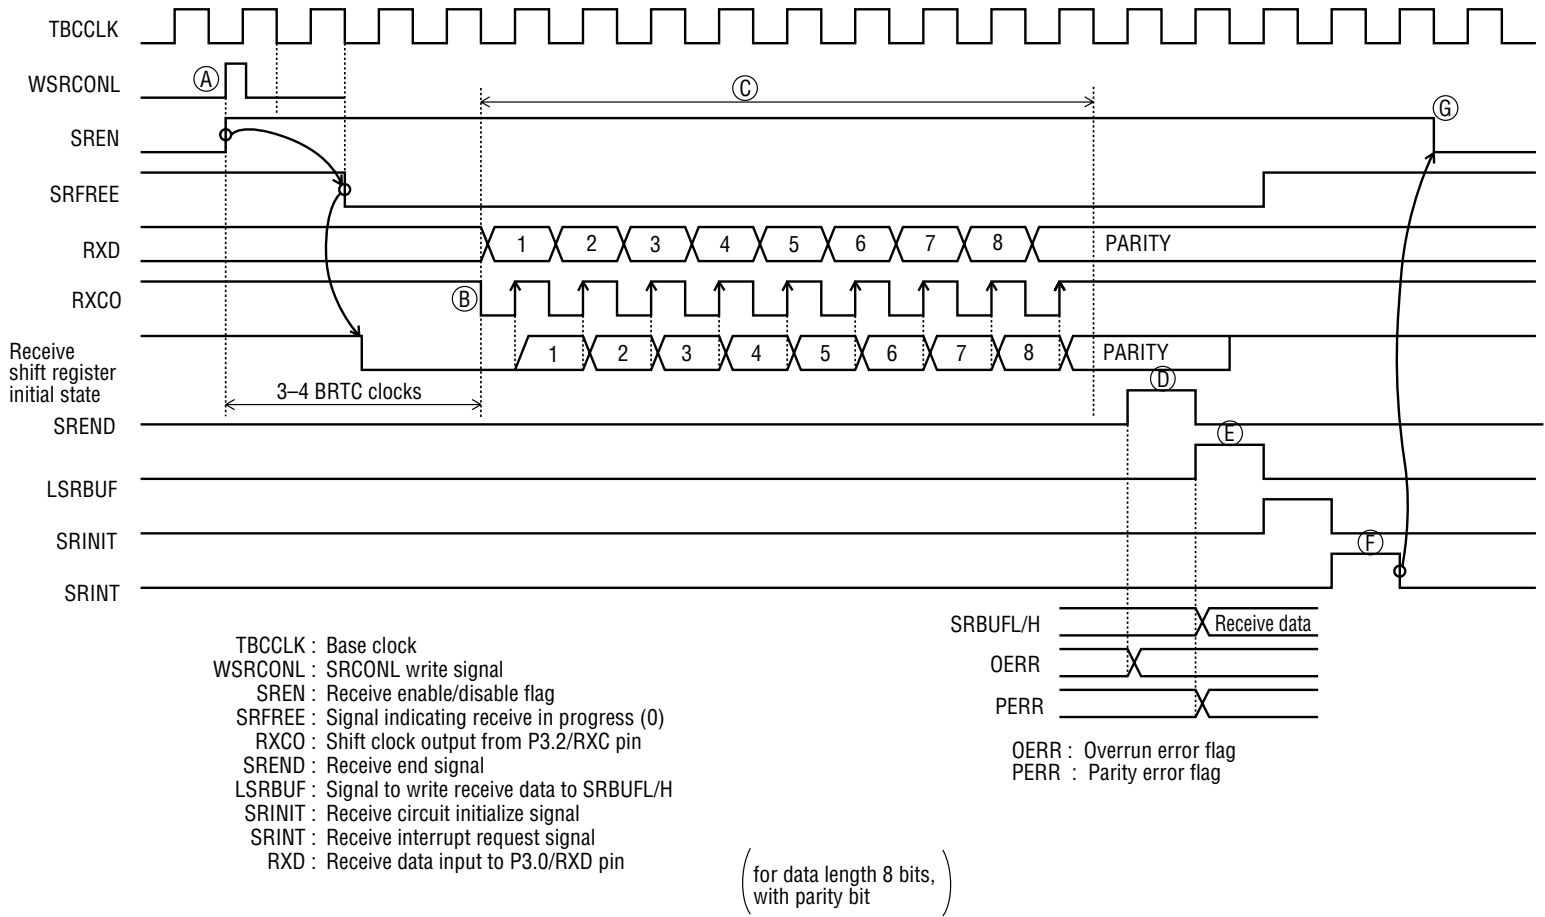 TBCCLK
WSRCONL Ⓐ Ⓒ
SREN Ⓖ
SRFREE
RXD 1 2 3 4 5 6 7 8 PARITY
RXCO Ⓑ
Receive
shift register
initial state
1 2 3 4 5 6 7 8 PARITY
3–4 BRTC clocks
SREND Ⓓ
LSRBUF Ⓔ
SRINIT
SRINT Ⓕ
SRBUFL/H Receive data
OERR
PERR
OERR : Overrun error flag
PERR : Parity error flag
TBCCLK : Base clock
WSRCONL : SRCONL write signal
SREN : Receive enable/disable flag
SRFREE : Signal indicating receive in progress (0)
RXCO : Shift clock output from P3.2/RXC pin
SREND : Receive end signal
LSRBUF : Signal to write receive data to SRBUFL/H
SRINIT : Receive circuit initialize signal
SRINT : Receive interrupt request signal
RXD : Receive data input to P3.0/RXD pin
(for data length 8 bits,
with parity bit)